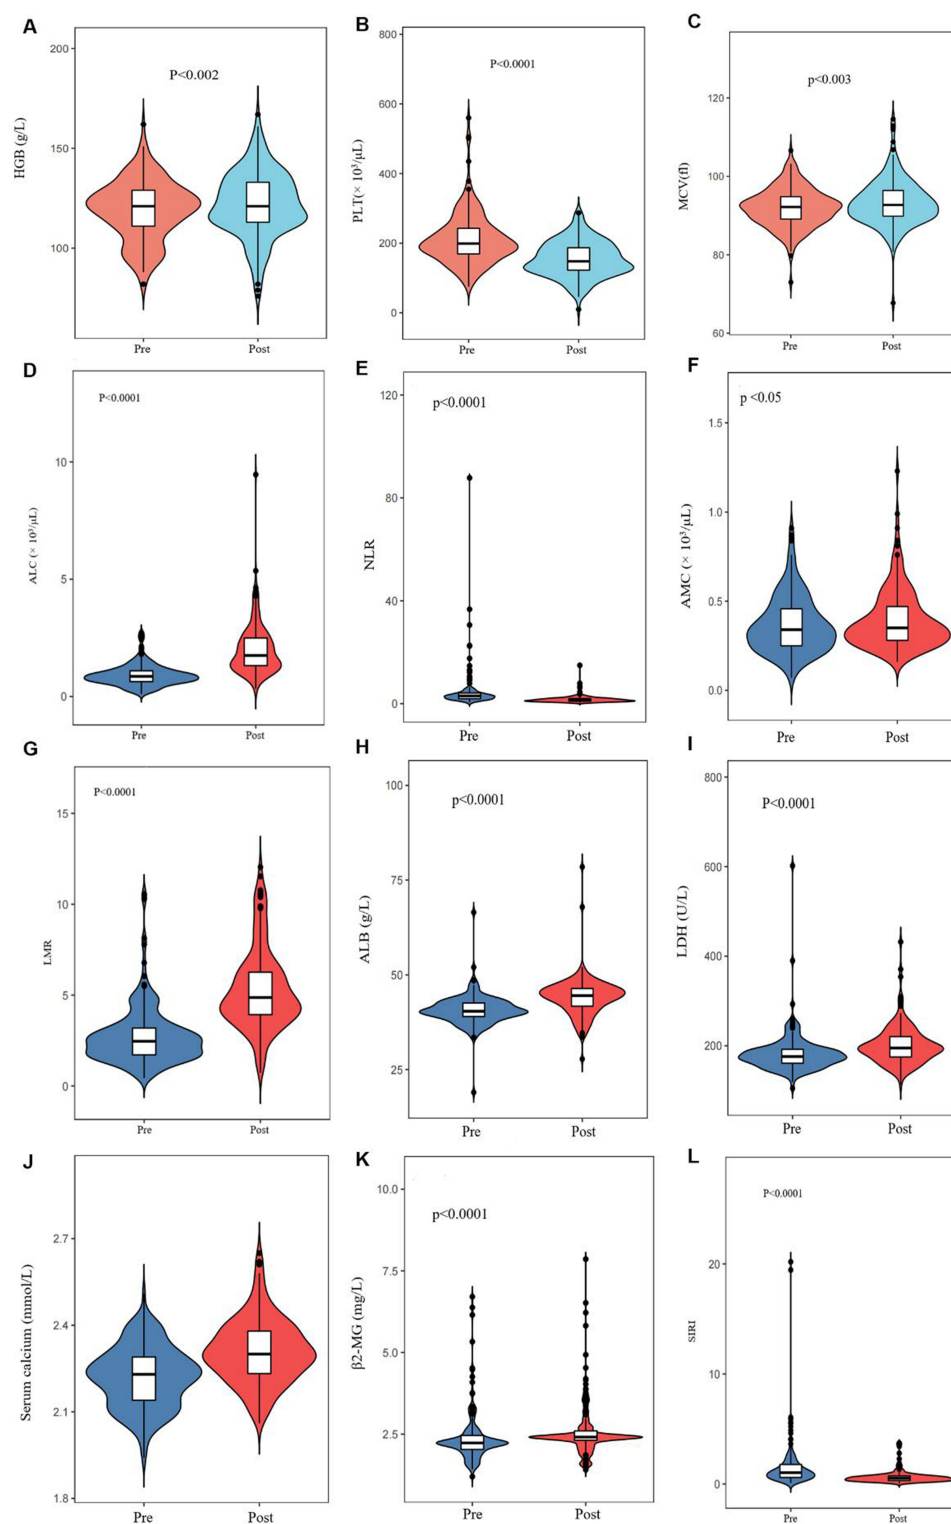 A
HGB (g/L)
200
150
100
P<0.002
Pre Post
B
PLT(× 10³/μL)
800
600
400
200
0
P<0.0001
Pre Post
C
MCV(fl)
120
100
80
60
p<0.003
Pre Post
D
ALC (× 10³/μL)
10
5
0
P<0.0001
Pre Post
E
NLR
120
80
40
0
p<0.0001
Pre Post
F
AMC (× 10³/μL)
1.5
1.0
0.5
0.0
p <0.05
Pre Post
G
LMR
15
10
5
0
P<0.0001
Pre Post
H
ALB (g/L)
100
75
50
25
p<0.0001
Pre Post
I
LDH (U/L)
800
600
400
200
P<0.0001
Pre Post
J
Serum calcium (mmol/L)
2.7
2.4
2.1
1.8
Pre Post
K
β2-MG (mg/L)
10.0
7.5
5.0
2.5
p<0.0001
Pre Post
L
SIRI
20
10
0
P<0.0001
Pre Post